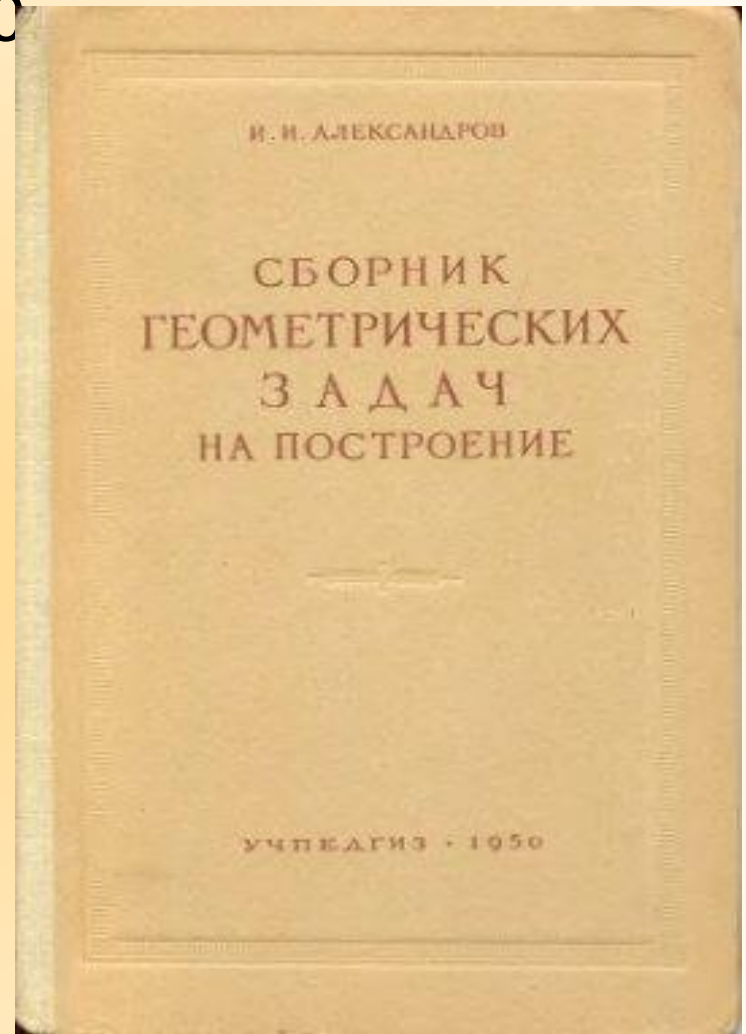 И. И. АЛЕКСАНДРОВ
СБОРНИК
ГЕОМЕТРИЧЕСКИХ
ЗАДАЧ
НА ПОСТРОЕНИЕ
УЧПЕДГИЗ · 1950